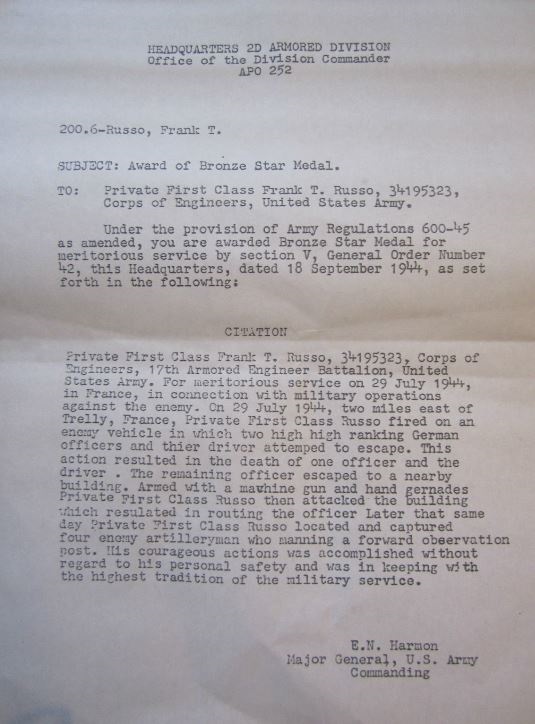 HEADQUARTERS 2D ARMORED DIVISION
Office of the Division Commander
APO 252
200.6-Russo, Frank T.
SUBJECT: Award of Bronze Star Medal.
TO: Private First Class Frank T. Russo, 34195323,
Corps of Engineers, United States Army.
Under the provision of Army Regulations 600-45
as amended, you are awarded Bronze Star Medal for
meritorious service by section V, General Order Number
42, this Headquarters, dated 18 September 1944, as set
forth in the following:
CITATION
Private First Class Frank T. Russo, 34195323, Corps of
Engineers, 17th Armored Engineer Battalion, United
States Army. For meritorious service on 29 July 1944,
in France, in connection with military operations
against the enemy. On 29 July 1944, two miles east of
Trelly, France, Private First Class Russo fired on an
enemy vehicle in which two high high ranking German
officers and thier driver attemped to escape. This
action resulted in the death of one officer and the
driver . The remaining officer escaped to a nearby
building. Armed with a mavhine gun and hand gernades
Private First Class Russo then attacked the building
which resulated in routing the officer Later that same
day Private First Class Russo located and captured
four enemy artilleryman who manning a forward observation
post. His courageous actions was accomplished without
regard to his personal safety and was in keeping with
the highest tradition of the military service.
E.N. Harmon
Major General, U.S. Army
Commanding